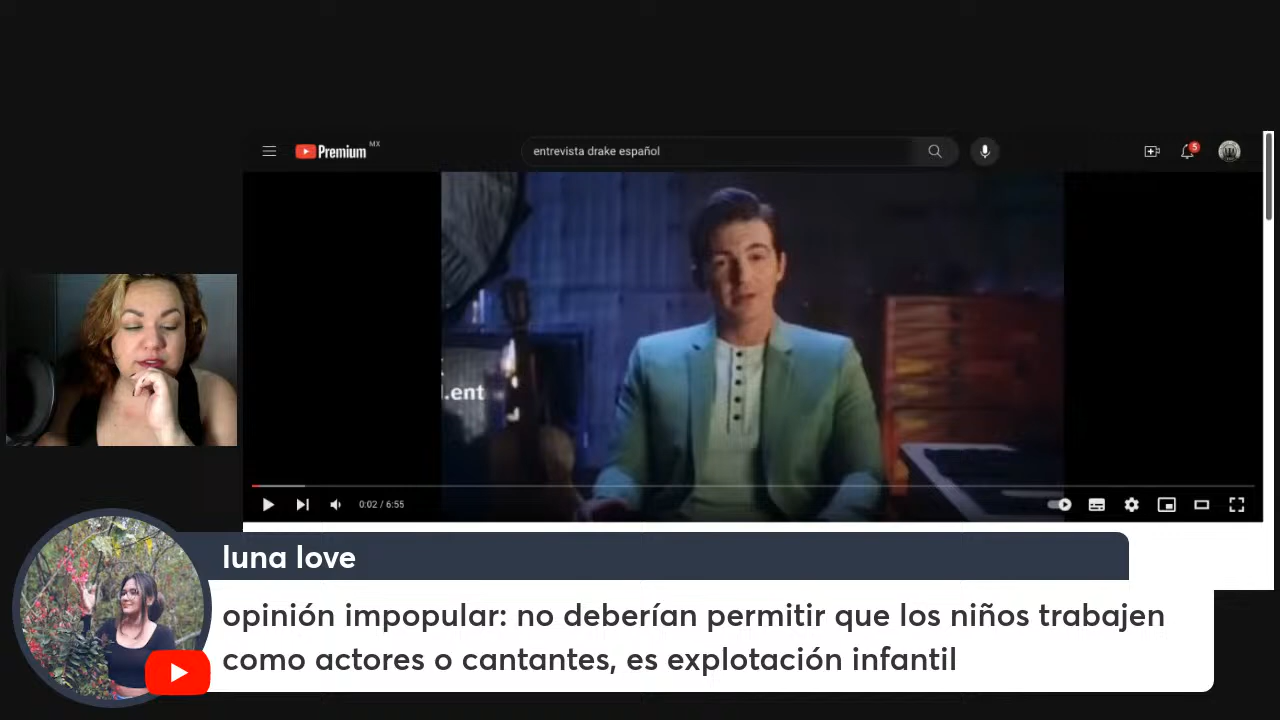 Premium MX
entrevista drake español
5
.ent
0:02 / 6:55
luna love
opinión impopular: no deberían permitir que los niños trabajen
como actores o cantantes, es explotación infantil